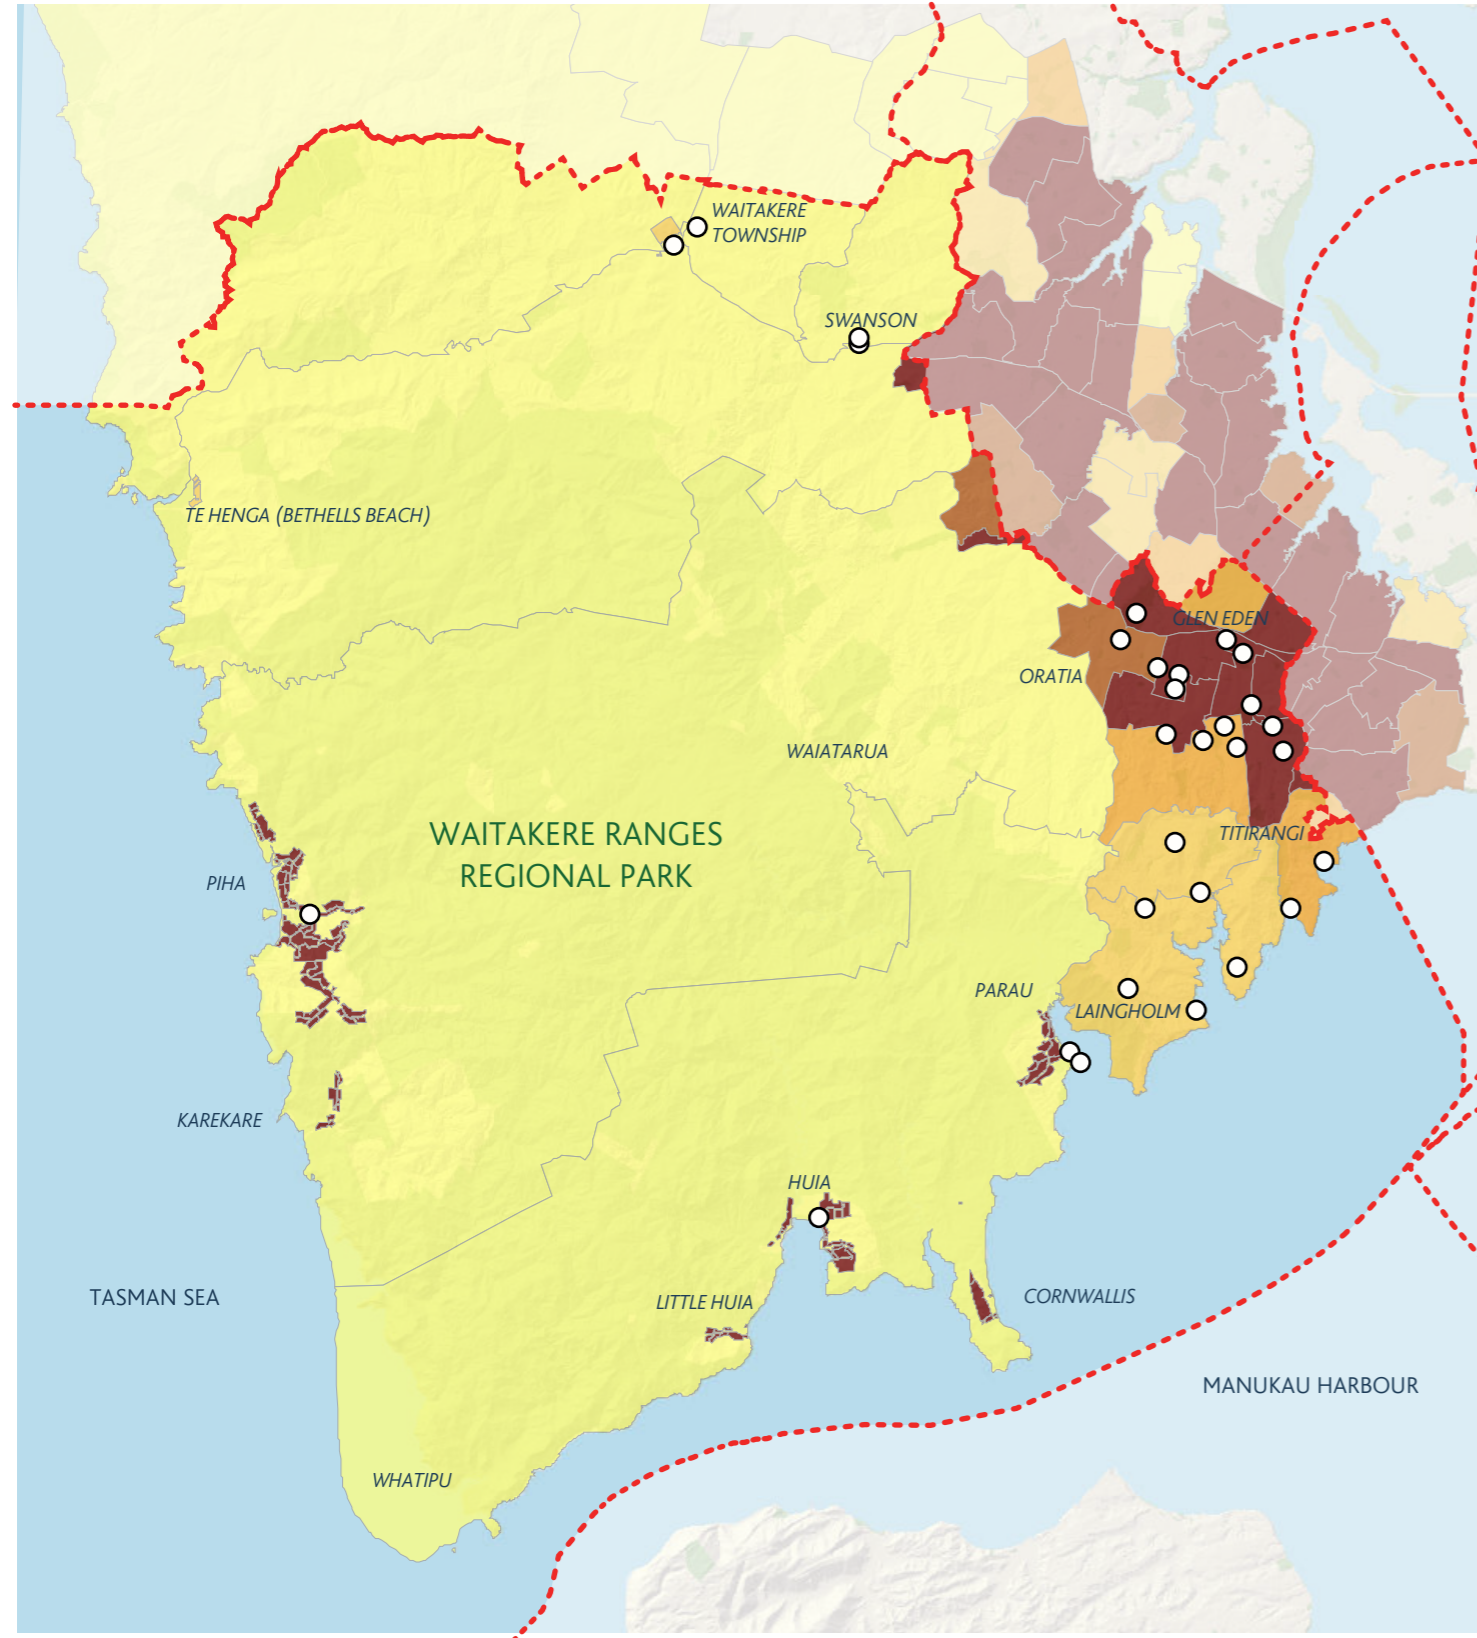 WAITAKERE
TOWNSHIP
SWANSON
TE HENGA (BETHELLS BEACH)
GLEN EDEN
ORATIA
WAIATARUA
WAITAKERE RANGES
REGIONAL PARK
TITIRANGI
PIHA
PARAU
LAINGHOLM
KAREKARE
HUIA
TASMAN SEA
LITTLE HUIA
CORNWALLIS
MANUKAU HARBOUR
WHATIPU